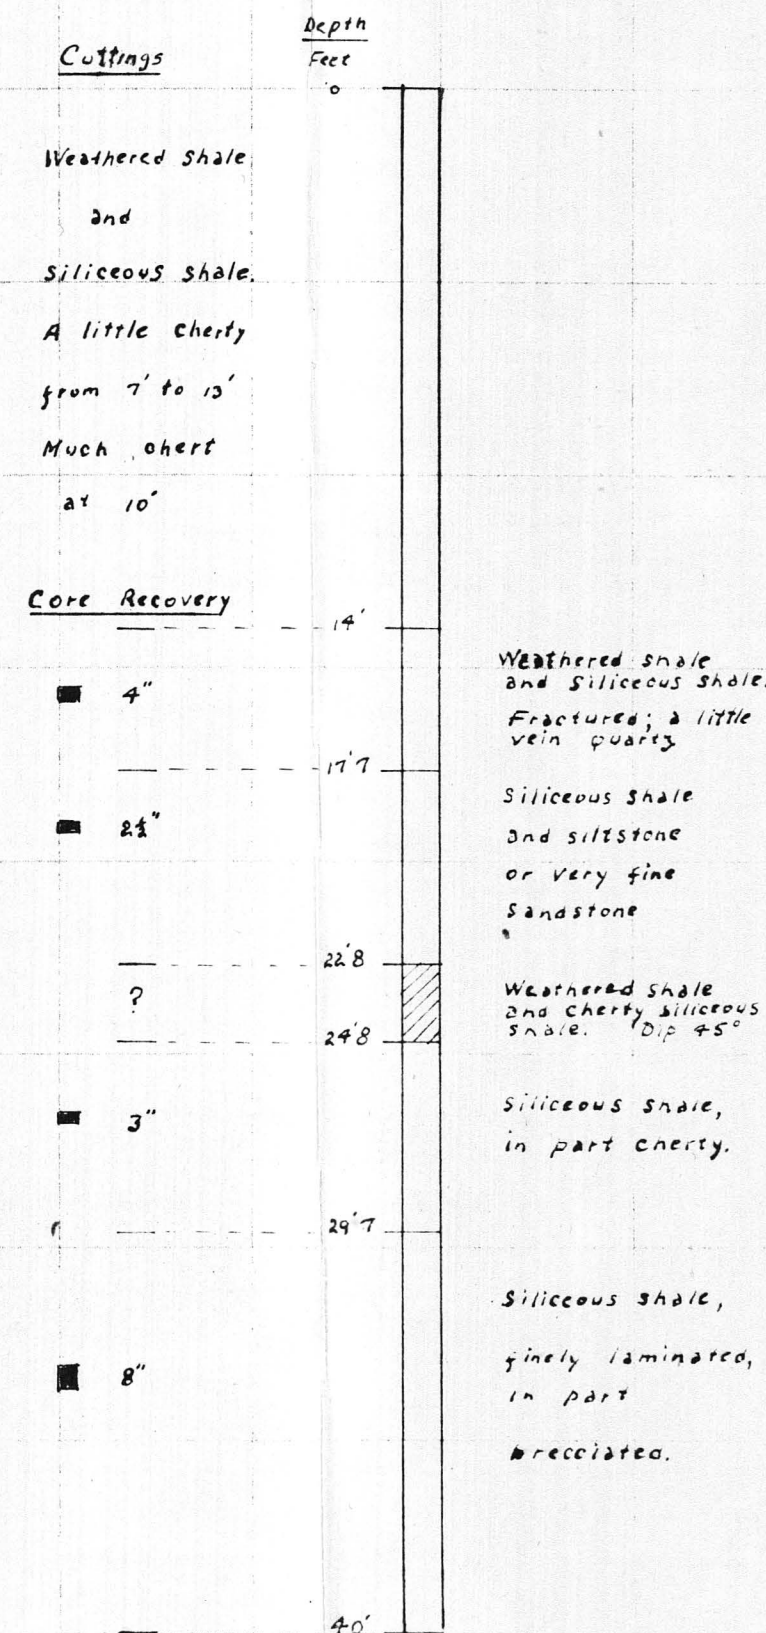 Cuttings
Depth
Feet
0
Weathered shale
and
siliceous shale.
A little cherty
from 7' to 13'
Much chert
at 10'
Core Recovery
14'
4"
Weathered shale
and siliceous shale.
Fractured; a little
vein quartz
17'7
2½"
Siliceous shale
and siltstone
or very fine
Sandstone
22'8
?
Weathered shale
and cherty siliceous
shale. Dip 45°
24'8
3"
Siliceous shale,
in part cherty.
29'7
8"
Siliceous shale,
finely laminated,
in part
brecciated.
40'